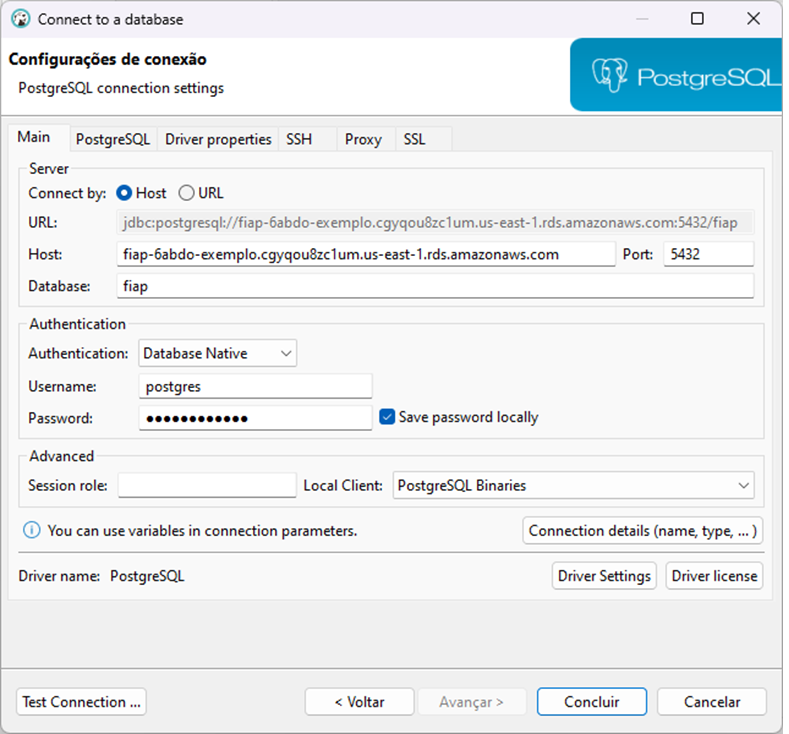 Connect to a database
Configurações de conexão
PostgreSQL connection settings
PostgreSQL
Main PostgreSQL Driver properties SSH Proxy SSL
Server
Connect by: Host URL
URL: jdbc:postgresql://fiap-6abdo-exemplo.cgyqou8zc1um.us-east-1.rds.amazonaws.com:5432/fiap
Host: fiap-6abdo-exemplo.cgyqou8zc1um.us-east-1.rds.amazonaws.com Port: 5432
Database: fiap
Authentication
Authentication: Database Native
Username: postgres
Password: ●●●●●●●●●●●● Save password locally
Advanced
Session role: Local Client: PostgreSQL Binaries
You can use variables in connection parameters. Connection details (name, type, ... )
Driver name: PostgreSQL Driver Settings Driver license
Test Connection ... < Voltar Avançar > Concluir Cancelar